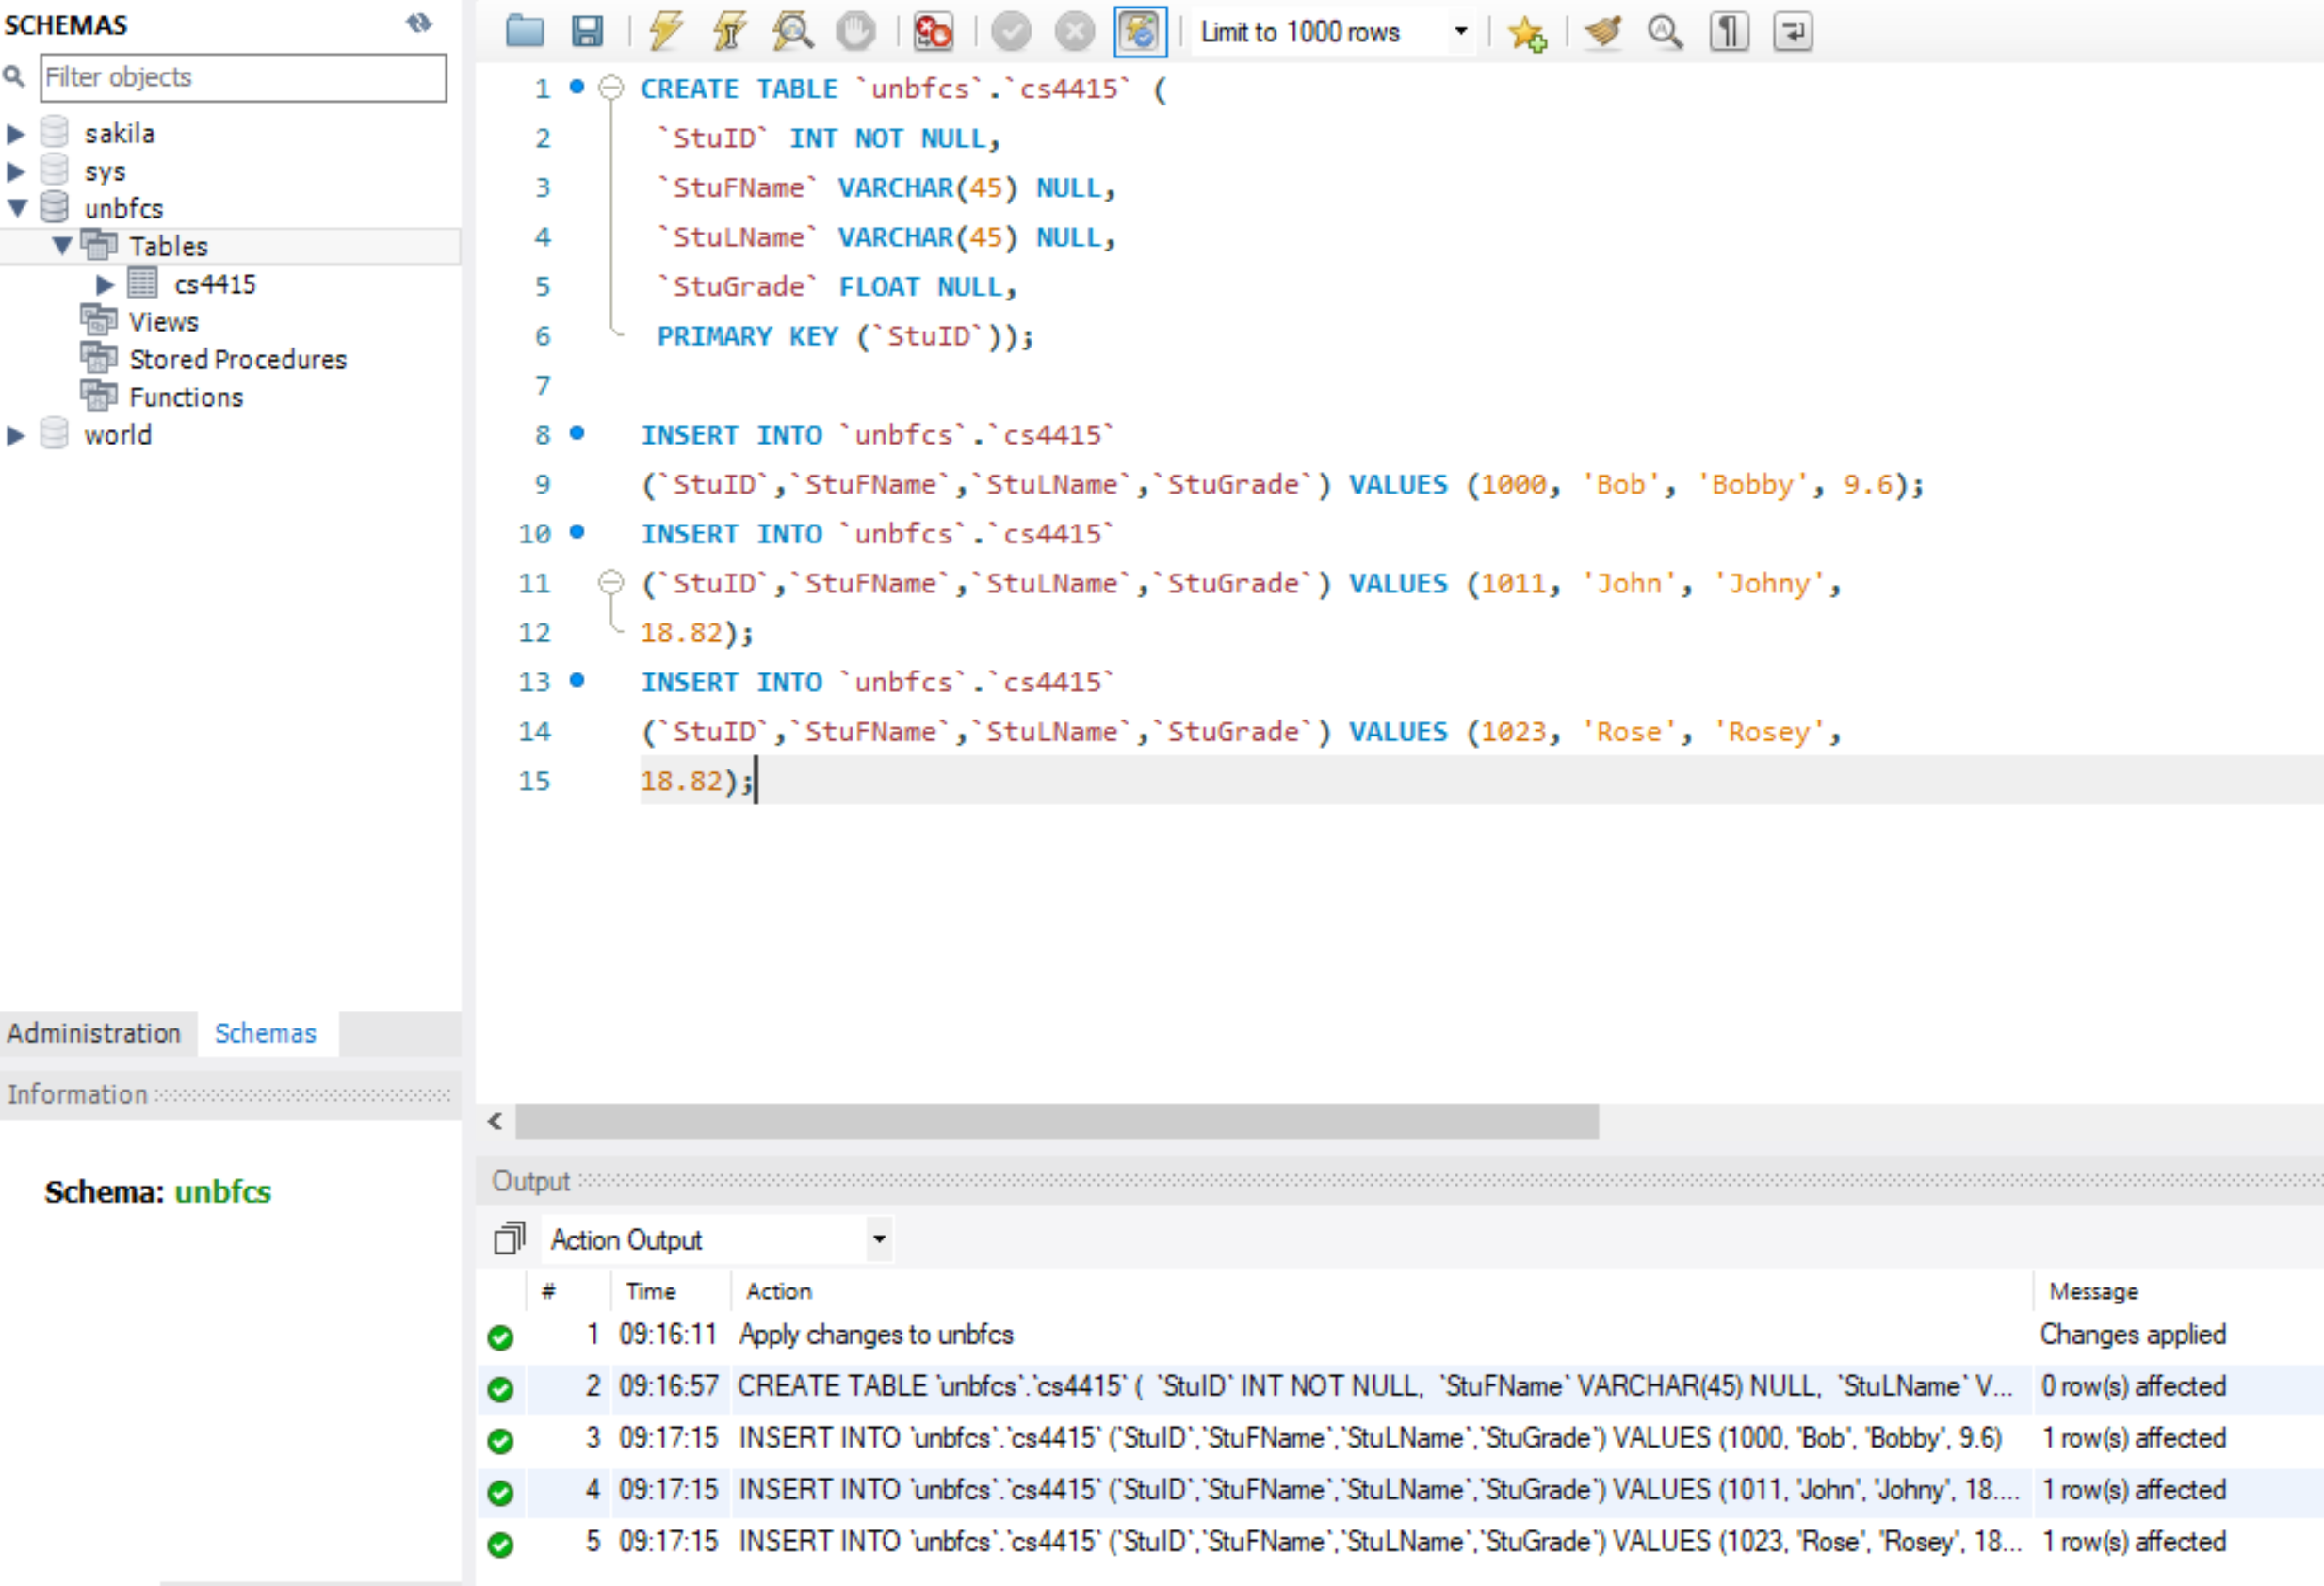 SCHEMAS
Filter objects
sakila
sys
unbfcs
Tables
cs4415
Views
Stored Procedures
Functions
world
Administration Schemas
Information
Schema: unbfcs
Limit to 1000 rows
1 CREATE TABLE `unbfcs`.`cs4415` (
2 `StuID` INT NOT NULL,
3 `StuFName` VARCHAR(45) NULL,
4 `StuLName` VARCHAR(45) NULL,
5 `StuGrade` FLOAT NULL,
6 PRIMARY KEY (`StuID`));
7
8 INSERT INTO `unbfcs`.`cs4415`
9 (`StuID`,`StuFName`,`StuLName`,`StuGrade`) VALUES (1000, 'Bob', 'Bobby', 9.6);
10 INSERT INTO `unbfcs`.`cs4415`
11 (`StuID`,`StuFName`,`StuLName`,`StuGrade`) VALUES (1011, 'John', 'Johny',
12 18.82);
13 INSERT INTO `unbfcs`.`cs4415`
14 (`StuID`,`StuFName`,`StuLName`,`StuGrade`) VALUES (1023, 'Rose', 'Rosey',
15 18.82);
Output
Action Output
# Time Action Message
1 09:16:11 Apply changes to unbfcs Changes applied
2 09:16:57 CREATE TABLE `unbfcs`.`cs4415` ( `StuID` INT NOT NULL, `StuFName` VARCHAR(45) NULL, `StuLName` V... 0 row(s) affected
3 09:17:15 INSERT INTO `unbfcs`.`cs4415` (`StuID`,`StuFName`,`StuLName`,`StuGrade`) VALUES (1000, 'Bob', 'Bobby', 9.6) 1 row(s) affected
4 09:17:15 INSERT INTO `unbfcs`.`cs4415` (`StuID`,`StuFName`,`StuLName`,`StuGrade`) VALUES (1011, 'John', 'Johny', 18.... 1 row(s) affected
5 09:17:15 INSERT INTO `unbfcs`.`cs4415` (`StuID`,`StuFName`,`StuLName`,`StuGrade`) VALUES (1023, 'Rose', 'Rosey', 18... 1 row(s) affected